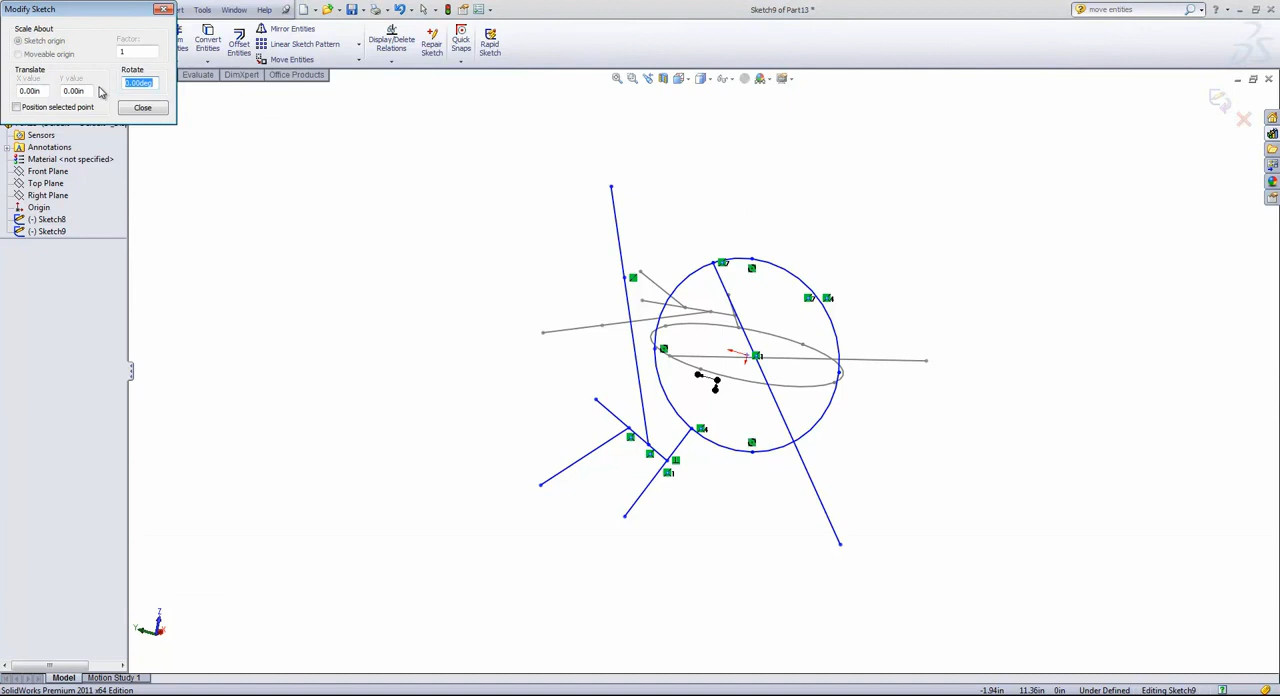 Modify Sketch
Tools Window Help
Sketch9 of Part13 *
move entities
Scale About
Sketch origin
Moveable origin
Factor:
1
Translate
X value
Y value
0.00in
0.00in
Rotate
0.00deg
Position selected point
Close
Convert Entities
Offset Entities
Mirror Entities
Linear Sketch Pattern
Move Entities
Display/Delete Relations
Repair Sketch
Quick Snaps
Rapid Sketch
Evaluate
DimXpert
Office Products
Sensors
Annotations
Material <not specified>
Front Plane
Top Plane
Right Plane
Origin
(-) Sketch8
(-) Sketch9
Z
Y
Model
Motion Study 1
SolidWorks Premium 2011 x64 Edition
-1.94in
11.36in
0in
Under Defined
Editing Sketch9